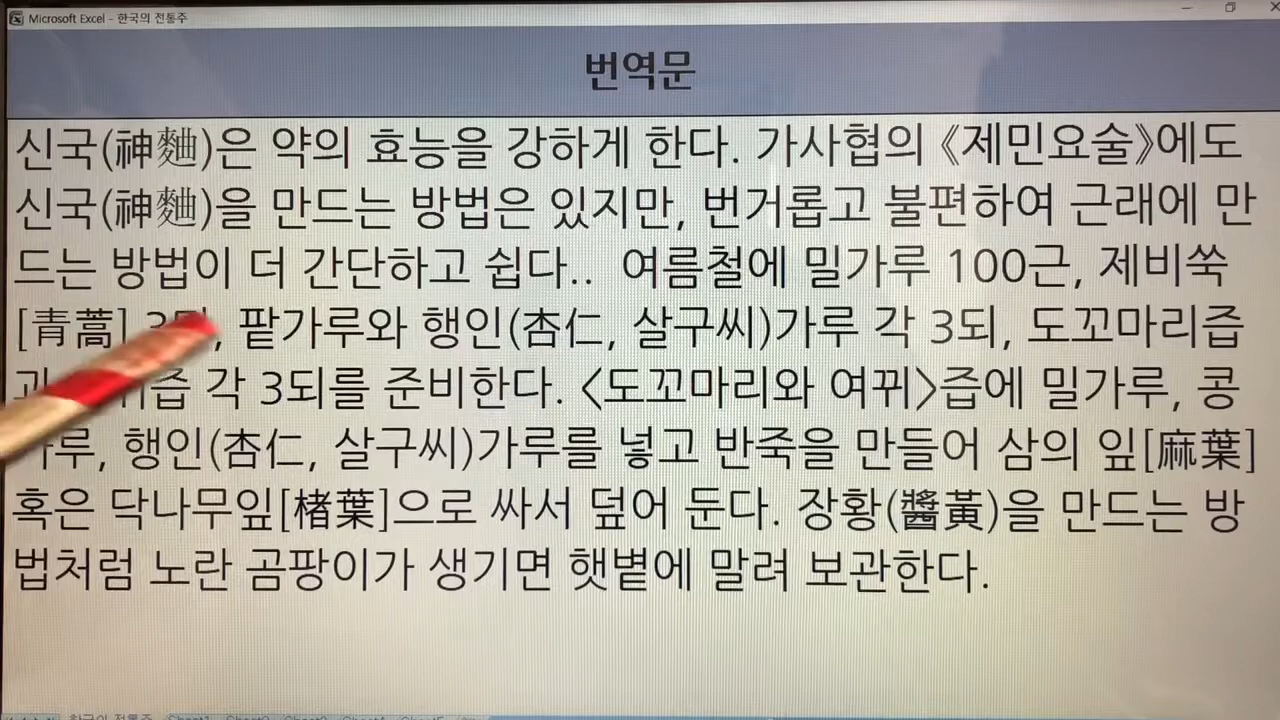 Microsoft Excel - 한국의 전통주
번역문
신국(神麯)은 약의 효능을 강하게 한다. 가사협의 《제민요술》에도
신국(神麯)을 만드는 방법은 있지만, 번거롭고 불편하여 근래에 만
드는 방법이 더 간단하고 쉽다.. 여름철에 밀가루 100근, 제비쑥
[青蒿] 3되, 팥가루와 행인(杏仁, 살구씨)가루 각 3되, 도꼬마리즙
각 3되를 준비한다. <도꼬마리와 여뀌>즙에 밀가루, 콩
가루, 행인(杏仁, 살구씨)가루를 넣고 반죽을 만들어 삼의 잎[麻葉]
혹은 닥나무잎[楮葉]으로 싸서 덮어 둔다. 장황(醬黃)을 만드는 방
법처럼 노란 곰팡이가 생기면 햇볕에 말려 보관한다.